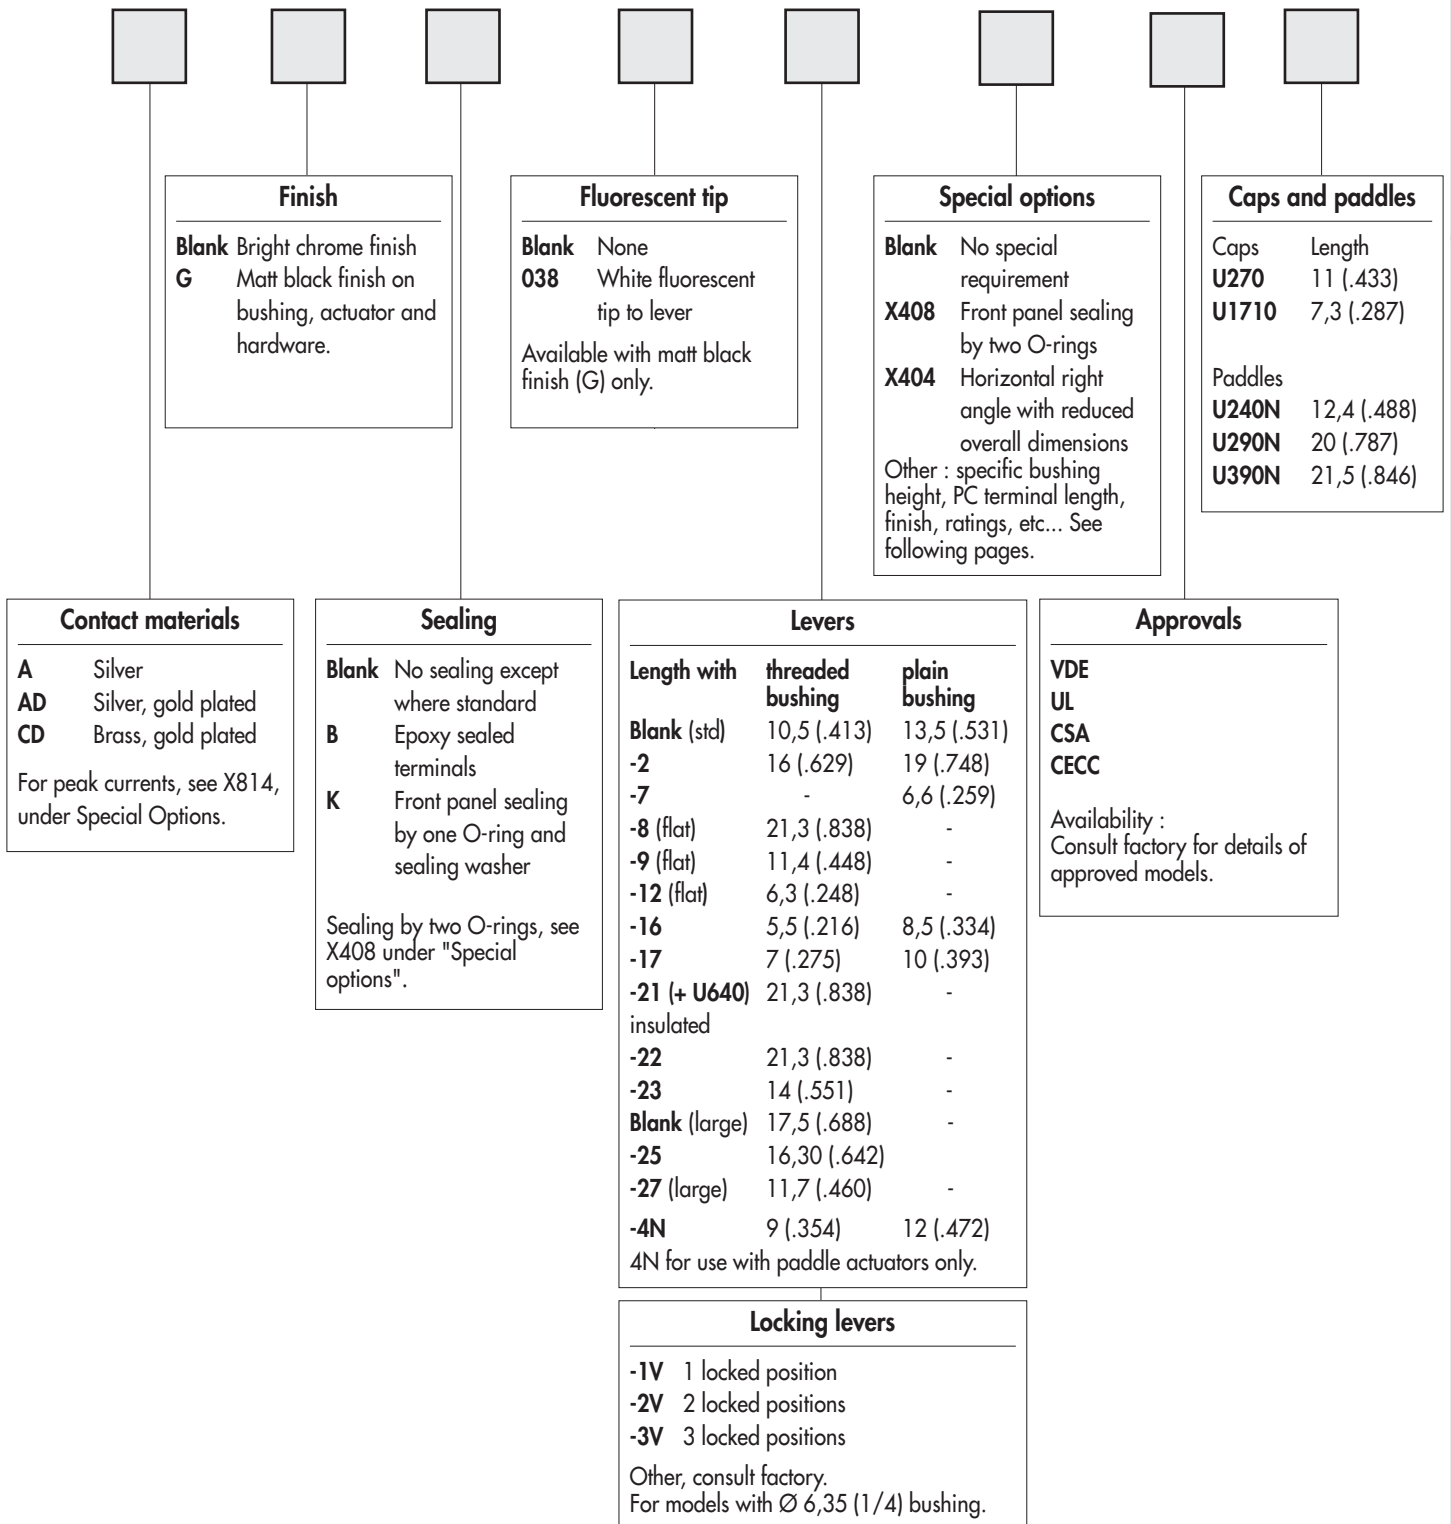 Finish
Blank Bright chrome finish
G Matt black finish on
bushing, actuator and
hardware.
Fluorescent tip
Blank None
038 White fluorescent
tip to lever
Available with matt black
finish (G) only.
Special options
Blank No special
requirement
X408 Front panel sealing
by two O-rings
X404 Horizontal right
angle with reduced
overall dimensions
Other : specific bushing
height, PC terminal length,
finish, ratings, etc... See
following pages.
Caps and paddles
Caps Length
U270 11 (.433)
U1710 7,3 (.287)
Paddles
U240N 12,4 (.488)
U290N 20 (.787)
U390N 21,5 (.846)
Contact materials
A Silver
AD Silver, gold plated
CD Brass, gold plated
For peak currents, see X814,
under Special Options.
Sealing
Blank No sealing except
where standard
B Epoxy sealed
terminals
K Front panel sealing
by one O-ring and
sealing washer
Sealing by two O-rings, see
X408 under "Special
options".
Levers
Length with threaded plain
bushing bushing
Blank (std) 10,5 (.413) 13,5 (.531)
-2 16 (.629) 19 (.748)
-7 - 6,6 (.259)
-8 (flat) 21,3 (.838) -
-9 (flat) 11,4 (.448) -
-12 (flat) 6,3 (.248) -
-16 5,5 (.216) 8,5 (.334)
-17 7 (.275) 10 (.393)
-21 (+ U640) 21,3 (.838) -
insulated
-22 21,3 (.838) -
-23 14 (.551) -
Blank (large) 17,5 (.688) -
-25 16,30 (.642)
-27 (large) 11,7 (.460) -
-4N 9 (.354) 12 (.472)
4N for use with paddle actuators only.
Approvals
VDE
UL
CSA
CECC
Availability :
Consult factory for details of
approved models.
Locking levers
-1V 1 locked position
-2V 2 locked positions
-3V 3 locked positions
Other, consult factory.
For models with Ø 6,35 (1/4) bushing.